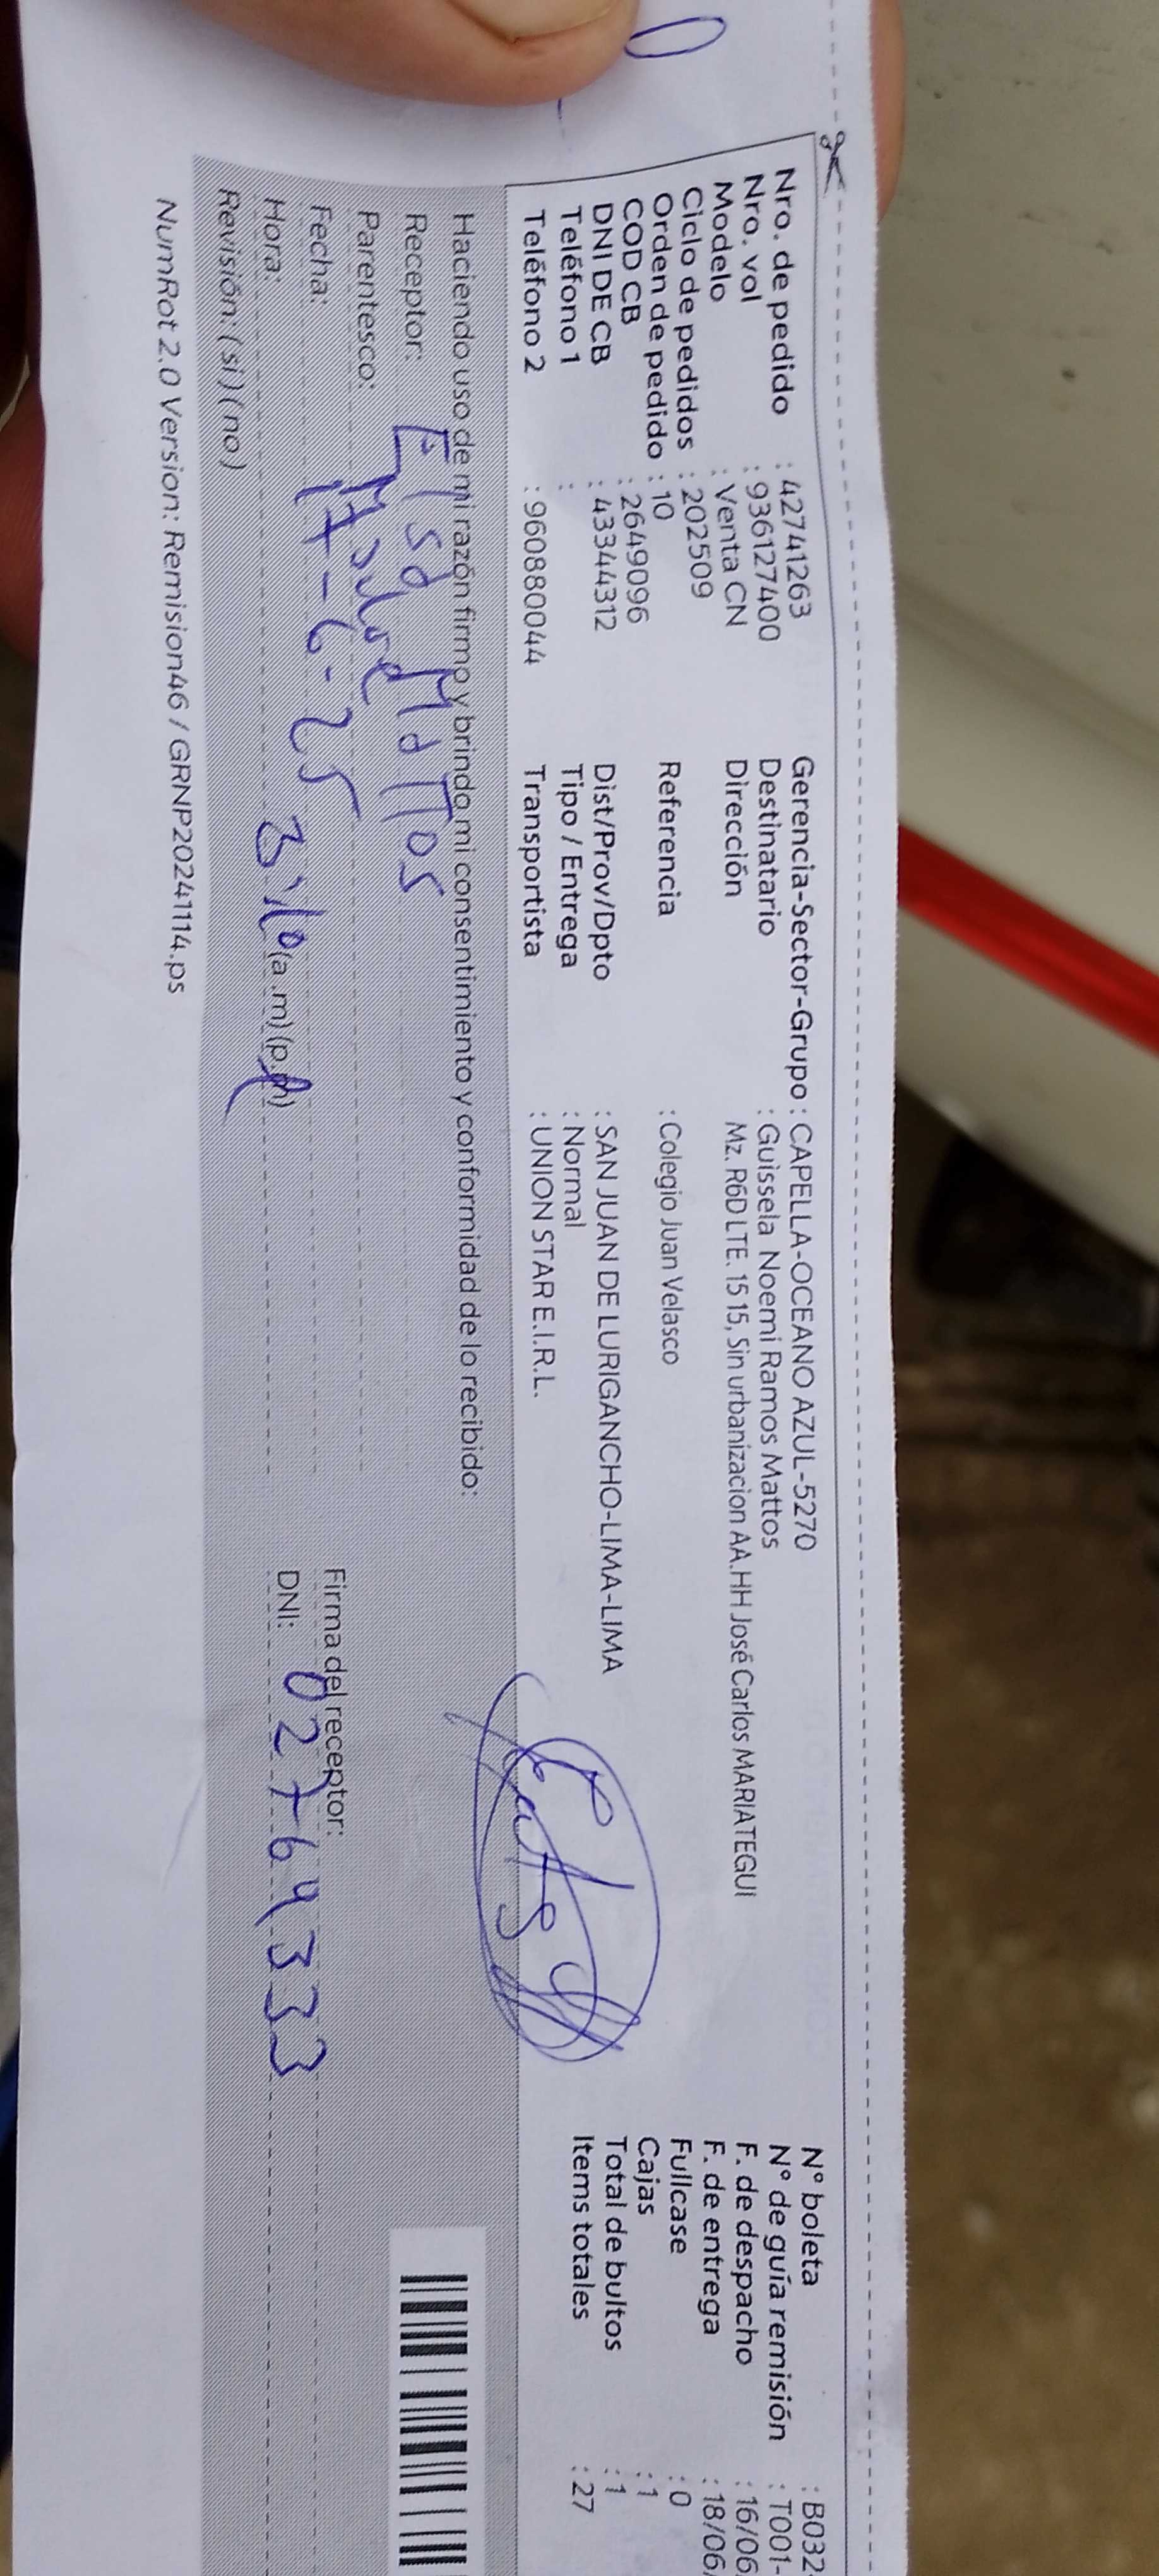 Nro. de pedido : 42741263
Nro. vol : 936127400
Modelo : Venta CN
Ciclo de pedidos : 202509
Orden de pedido : 10
COD CB : 2649096
DNI DE CB : 43344312
Teléfono 1 :
Teléfono 2 : 960880044
Gerencia-Sector-Grupo : CAPELLA-OCEANO AZUL-5270
Destinatario : Guissela Noemi Ramos Mattos
Dirección Mz. R6D LTE. 15 15, Sin urbanizacion AA.HH José Carlos MARIATEGUI
Referencia : Colegio Juan Velasco
Dist/Prov/Dpto : SAN JUAN DE LURIGANCHO-LIMA-LIMA
Tipo / Entrega : Normal
Transportista : UNION STAR E.I.R.L.
N° boleta : B032-
N° de guía remisión : T001-
F. de despacho : 16/06/
F. de entrega : 18/06/
Fullcase : 0
Cajas : 1
Total de bultos : 1
Items totales : 27
Haciendo uso de mi razón firmo y brindo mi consentimiento y conformidad de lo recibido:
Receptor: Elsa MaTTos
Parentesco:
Fecha: 17-6-25
Hora: 3:10 (a.m) (p.m)
Revisión: (si) (no)
Firma del receptor:
DNI: 02764333
NumRot 2.0 Version: Remision46 / GRNP20241114.ps